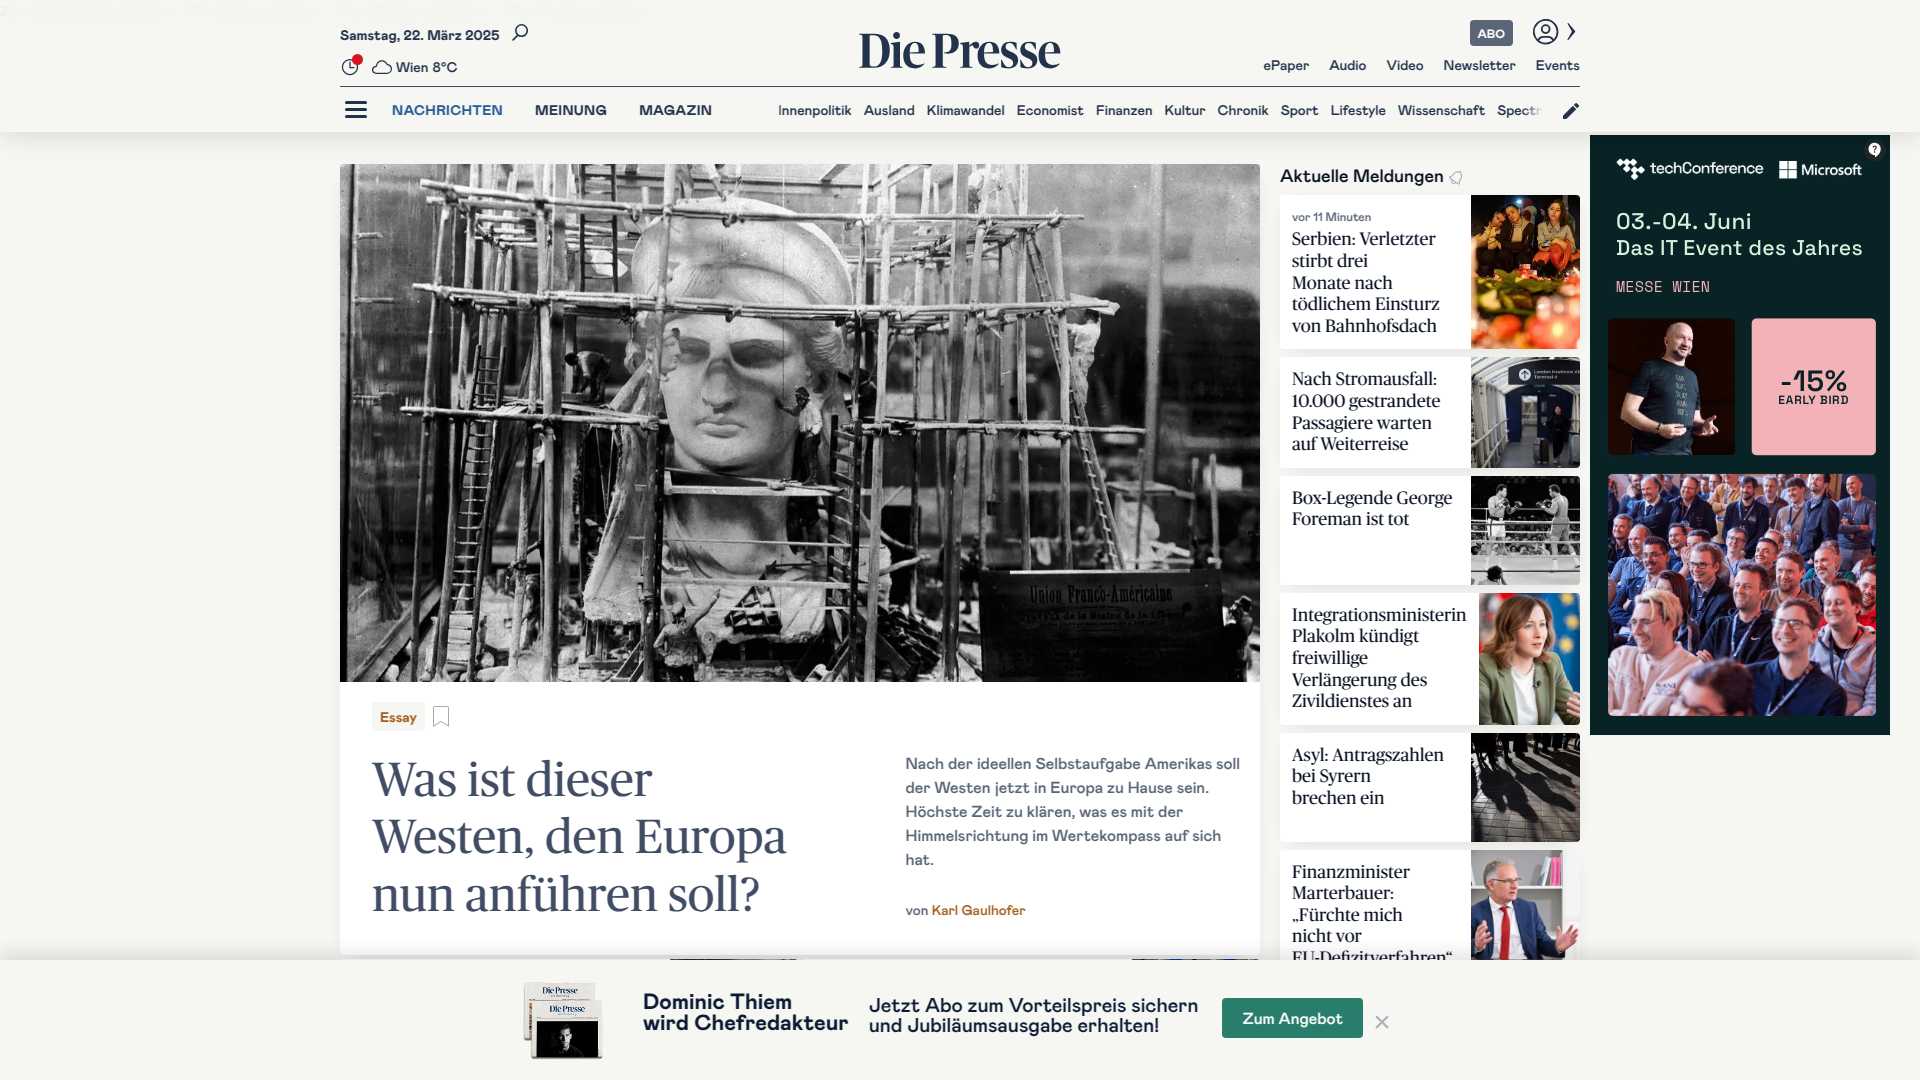 Samstag, 22. März 2025
Wien 8°C
Die Presse
ABO
ePaper Audio Video Newsletter Events
NACHRICHTEN MEINUNG MAGAZIN
Innenpolitik Ausland Klimawandel Economist Finanzen Kultur Chronik Sport Lifestyle Wissenschaft Spectr
Union Franco-Américaine
Essay
Was ist dieser
Westen, den Europa
nun anführen soll?
Nach der ideellen Selbstaufgabe Amerikas soll
der Westen jetzt in Europa zu Hause sein.
Höchste Zeit zu klären, was es mit der
Himmelsrichtung im Wertekompass auf sich
hat.
von Karl Gaulhofer
Aktuelle Meldungen
vor 11 Minuten
Serbien: Verletzter
stirbt drei
Monate nach
tödlichem Einsturz
von Bahnhofsdach
Nach Stromausfall:
10.000 gestrandete
Passagiere warten
auf Weiterreise
Box-Legende George
Foreman ist tot
Integrationsministerin
Plakolm kündigt
freiwillige
Verlängerung des
Zivildienstes an
Asyl: Antragszahlen
bei Syrern
brechen ein
Finanzminister
Marterbauer:
„Fürchte mich
nicht vor
EU-Defizitverfahren“
techConference Microsoft
03.-04. Juni
Das IT Event des Jahres
MESSE WIEN
-15%
EARLY BIRD
Die Presse
Die Presse
Dominic Thiem
wird Chefredakteur
Jetzt Abo zum Vorteilspreis sichern
und Jubiläumsausgabe erhalten!
Zum Angebot